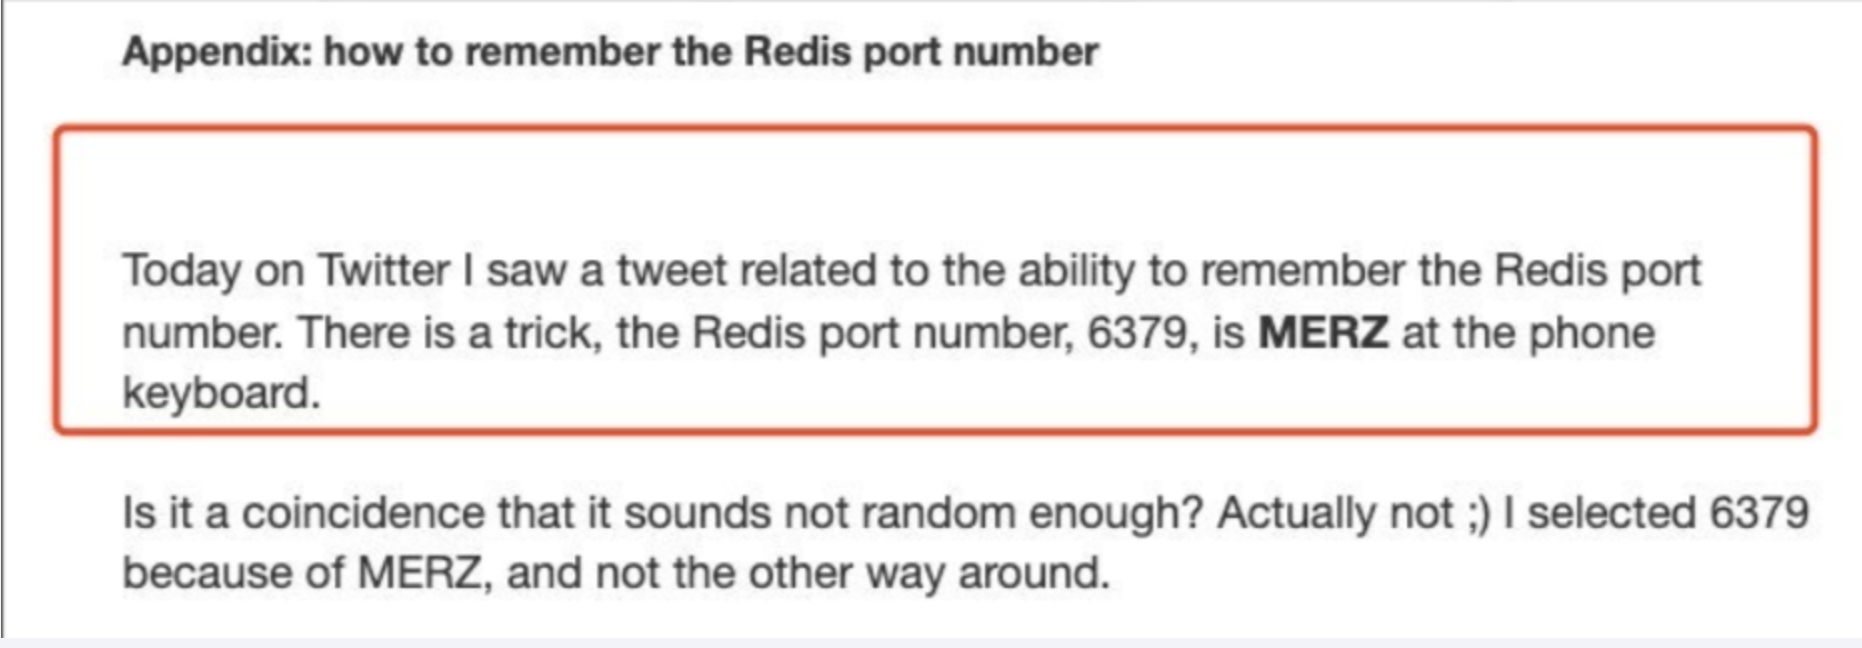 Appendix: how to remember the Redis port number
Today on Twitter I saw a tweet related to the ability to remember the Redis port
number. There is a trick, the Redis port number, 6379, is MERZ at the phone
keyboard.
Is it a coincidence that it sounds not random enough? Actually not ;) I selected 6379
because of MERZ, and not the other way around.